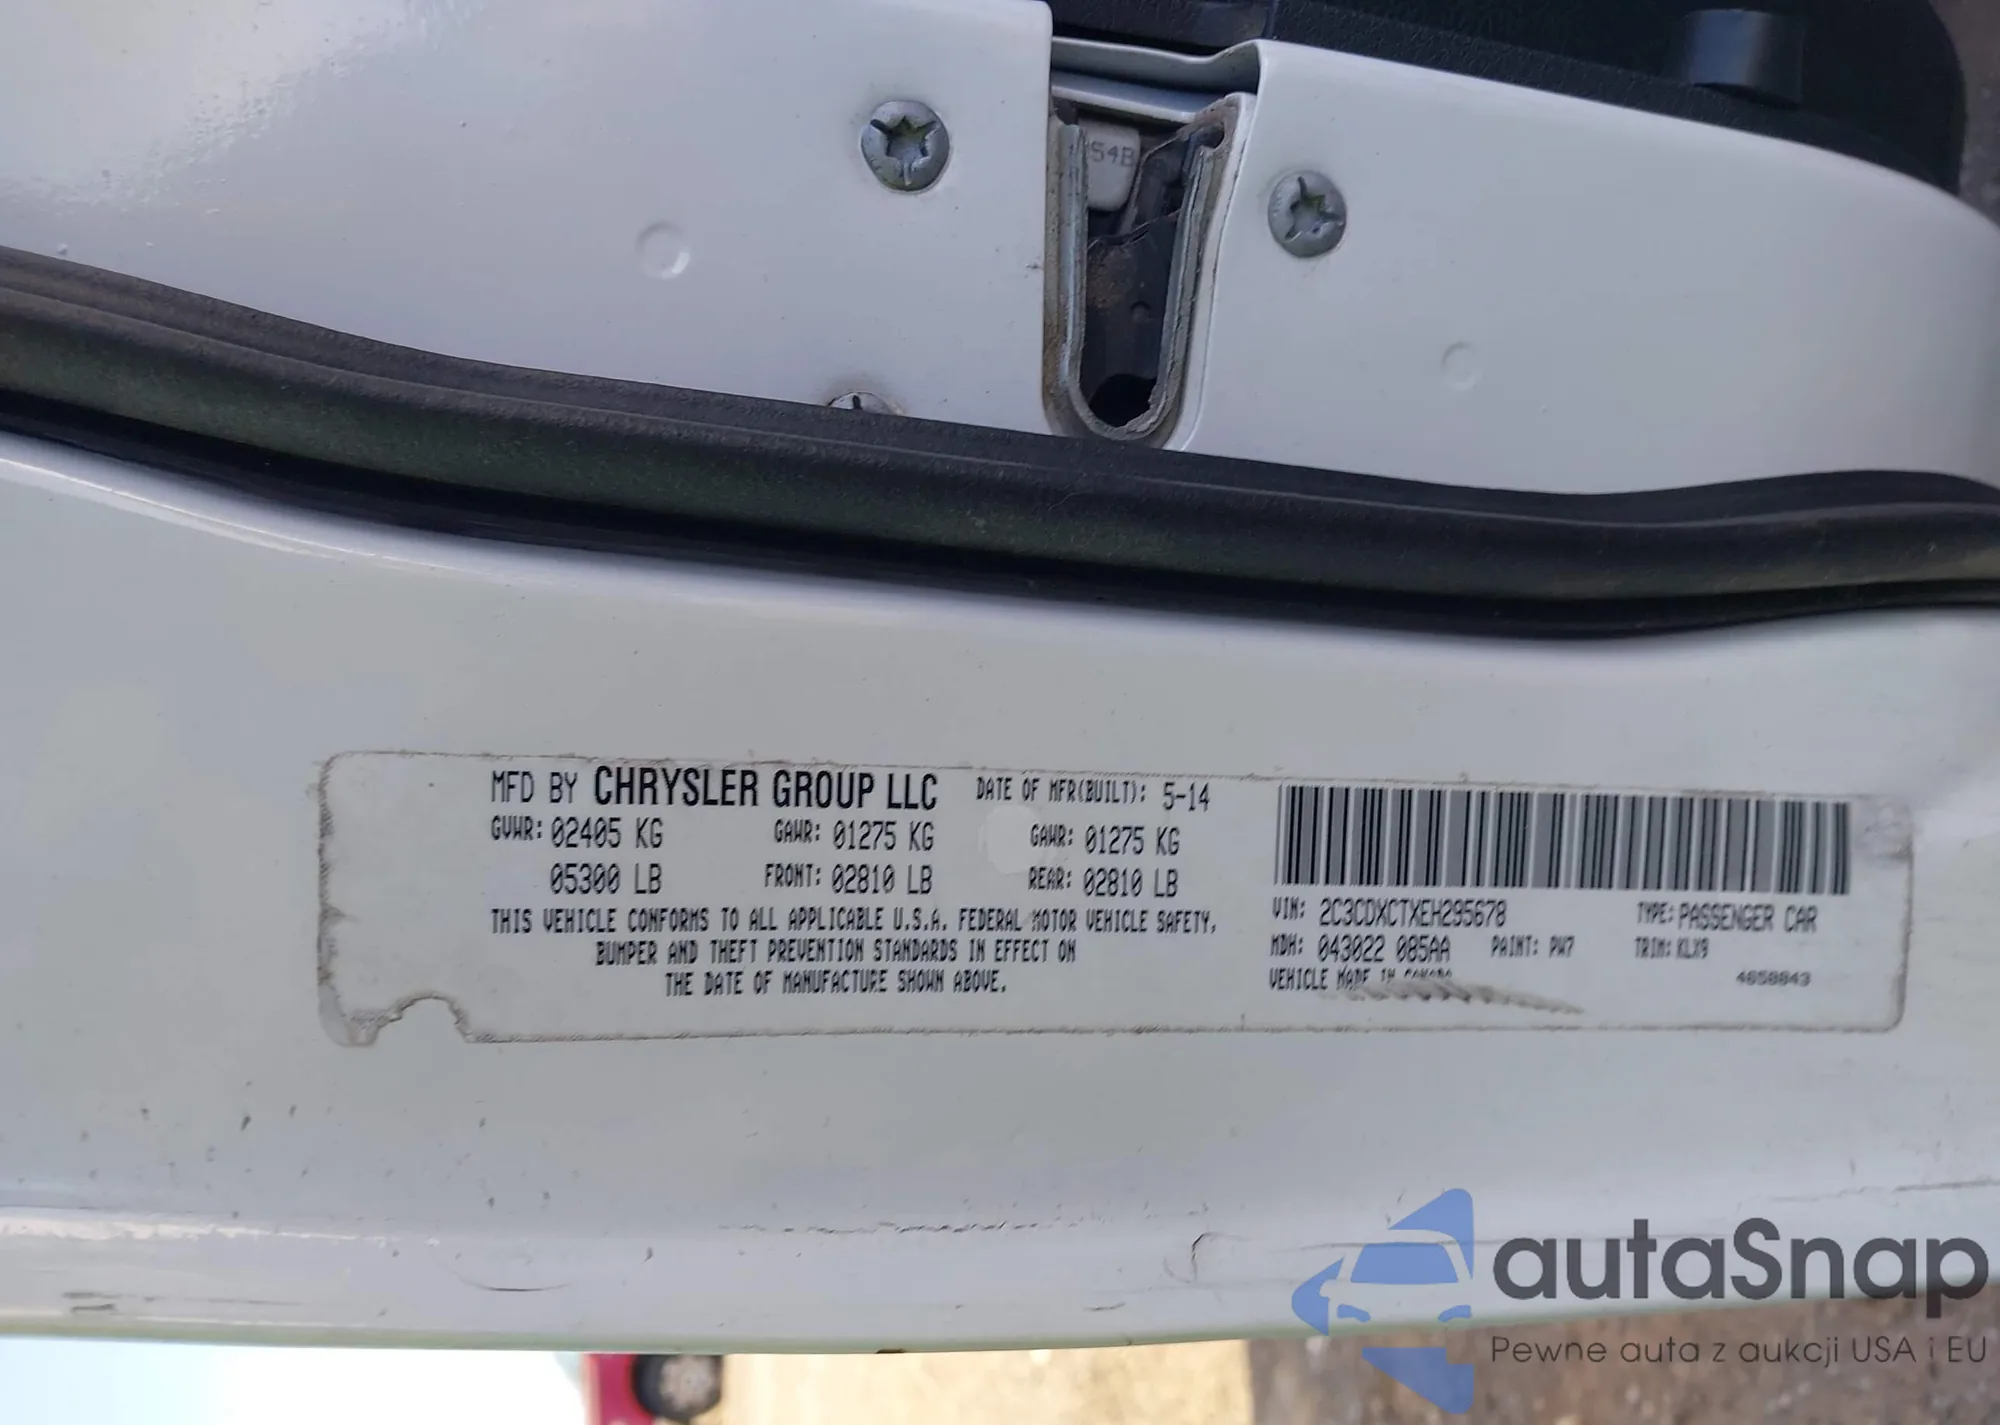 54B
MFD BY CHRYSLER GROUP LLC DATE OF MFR(BUILT): 5-14
GVWR: 02405 KG GAWR: 01275 KG GAWR: 01275 KG
05300 LB FRONT: 02810 LB REAR: 02810 LB
THIS VEHICLE CONFORMS TO ALL APPLICABLE U.S.A. FEDERAL MOTOR VEHICLE SAFETY,
BUMPER AND THEFT PREVENTION STANDARDS IN EFFECT ON
THE DATE OF MANUFACTURE SHOWN ABOVE.
VIN: 2C3CDXCTXEH295678 TYPE: PASSENGER CAR
MDH: 043022 085AA PAINT: PW7 TRIM: KLX9
VEHICLE MADE IN CANADA 4658843
autaSnap
Pewne auta z aukcji USA i EU